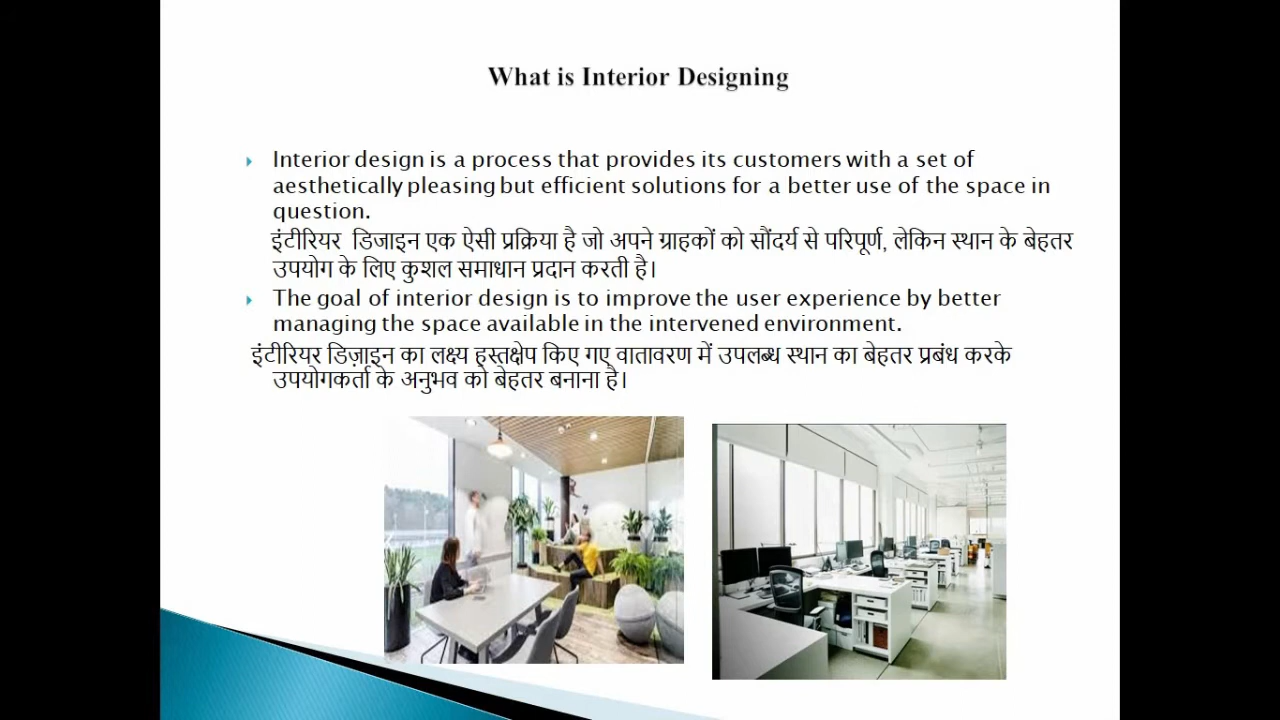 What is Interior Designing
Interior design is a process that provides its customers with a set of
aesthetically pleasing but efficient solutions for a better use of the space in
question.
इंटीरियर डिजाइन एक ऐसी प्रक्रिया है जो अपने ग्राहकों को सौंदर्य से परिपूर्ण, लेकिन स्थान के बेहतर
उपयोग के लिए कुशल समाधान प्रदान करती है।
The goal of interior design is to improve the user experience by better
managing the space available in the intervened environment.
इंटीरियर डिज़ाइन का लक्ष्य हस्तक्षेप किए गए वातावरण में उपलब्ध स्थान का बेहतर प्रबंध करके
उपयोगकर्ता के अनुभव को बेहतर बनाना है।